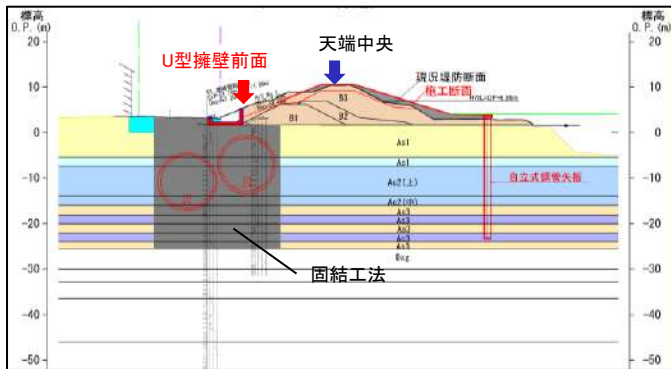 標高
O.P. (m)
標高
O.P. (m)
20
10
0
-10
-20
-30
-40
-50
20
10
0
-10
-20
-30
-40
-50
U型擁壁前面
天端中央
現況堤防断面
施工断面
B3
B1
B2
As1
Ac1
Ac2(上)
Ac2(中)
As3
Ac3
As3
Ac3
As3
自立式鋼管矢板
固結工法